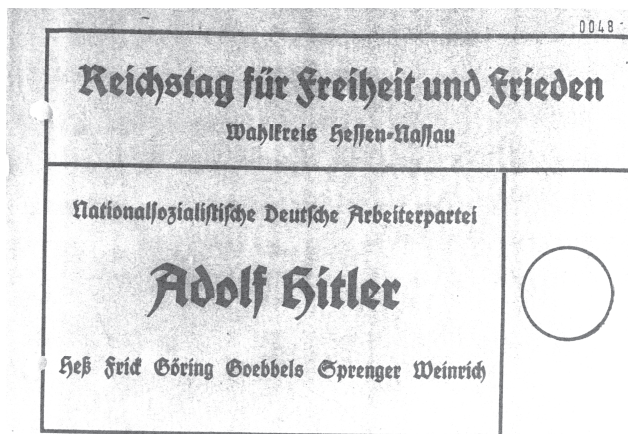 0048
Reichstag für Freiheit und Frieden
Wahlkreis Hessen-Nassau
Nationalsozialistische Deutsche Arbeiterpartei
Adolf Hitler
Heß Frick Göring Goebbels Sprenger Weinrich